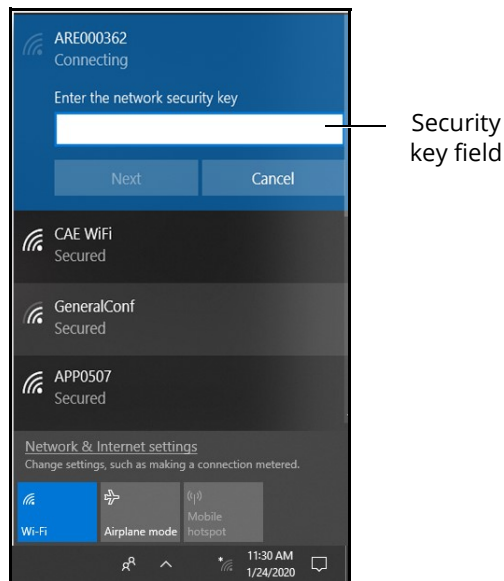 ARE000362
Connecting
Enter the network security key
Security
key field
Next
Cancel
CAE WiFi
Secured
GeneralConf
Secured
APP0507
Secured
Network & Internet settings
Change settings, such as making a connection metered.
Wi-Fi
Airplane mode
Mobile
hotspot
11:30 AM
1/24/2020